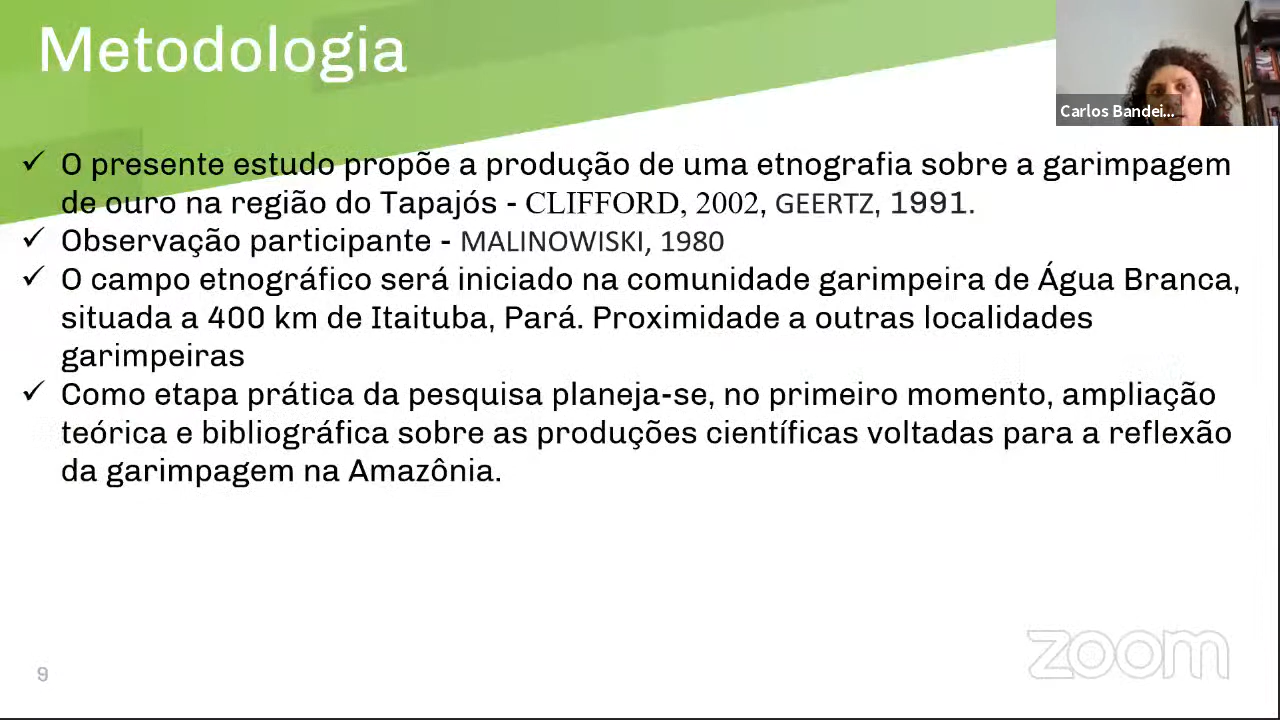 Metodologia
Carlos Bandei...
✓ O presente estudo propõe a produção de uma etnografia sobre a garimpagem
de ouro na região do Tapajós - CLIFFORD, 2002, GEERTZ, 1991.
✓ Observação participante - MALINOWISKI, 1980
✓ O campo etnográfico será iniciado na comunidade garimpeira de Água Branca,
situada a 400 km de Itaituba, Pará. Proximidade a outras localidades
garimpeiras
✓ Como etapa prática da pesquisa planeja-se, no primeiro momento, ampliação
teórica e bibliográfica sobre as produções científicas voltadas para a reflexão
da garimpagem na Amazônia.
9
zoom